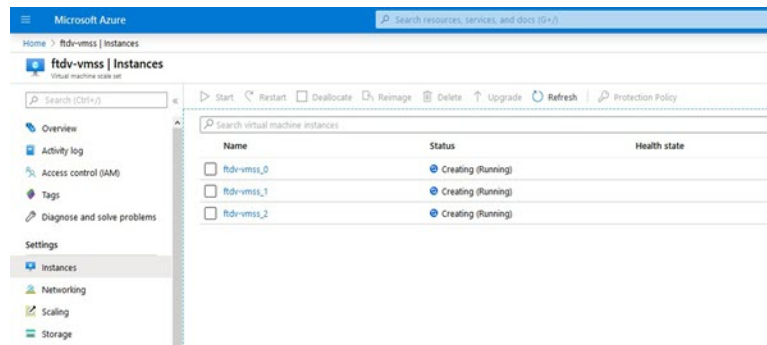 Microsoft Azure
Search resources, services, and docs (G+/)
Home > ftdv-vmss | Instances
ftdv-vmss | Instances
Virtual machine scale set
Search (Ctrl+/)
«
Start Restart Deallocate Reimage Delete Upgrade Refresh Protection Policy
Search virtual machine instances
Overview
Activity log
Access control (IAM)
Tags
Diagnose and solve problems
Settings
Instances
Networking
Scaling
Storage
Name Status Health state
ftdv-vmss_0 Creating (Running)
ftdv-vmss_1 Creating (Running)
ftdv-vmss_2 Creating (Running)